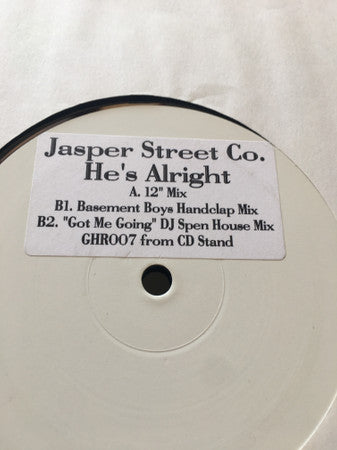 Jasper Street Co.
He's Alright
A. 12" Mix
B1. Basement Boys Handclap Mix
B2. "Got Me Going" DJ Spen House Mix
GHR007 from CD Stand